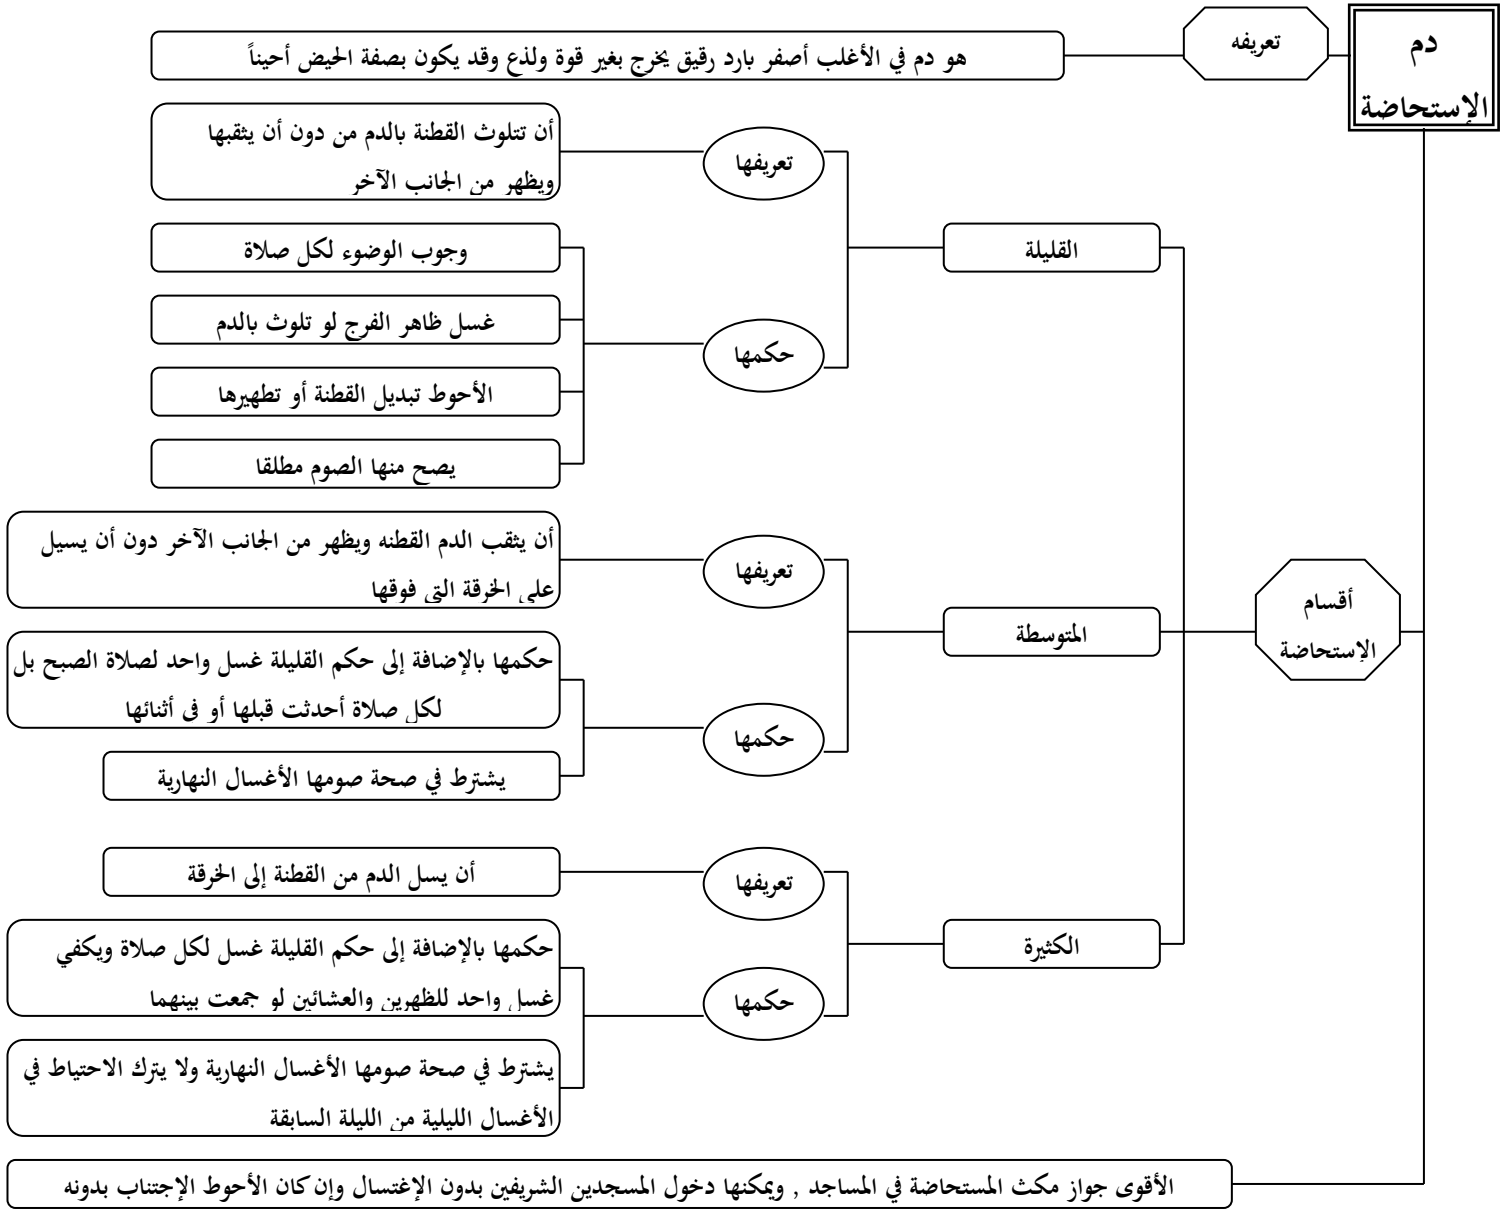 دم
الإستحاضة
تعريفه
هو دم في الأغلب أصفر بارد رقيق يخرج بغير قوة ولذع وقد يكون بصفة الحيض أحيناً
أقسام
الإستحاضة
القليلة
تعريفها
أن تتلوث القطنة بالدم من دون أن يثقبها
ويظهر من الجانب الآخر
حكمها
وجوب الوضوء لكل صلاة
غسل ظاهر الفرج لو تلوث بالدم
الأحوط تبديل القطنة أو تطهيرها
يصح منها الصوم مطلقا
المتوسطة
تعريفها
أن يثقب الدم القطنه ويظهر من الجانب الآخر دون أن يسيل
على الخرقة التي فوقها
حكمها
حكمها بالإضافة إلى حكم القليلة غسل واحد لصلاة الصبح بل
لكل صلاة أحدثت قبلها أو في أثنائها
يشترط في صحة صومها الأغسال النهارية
الكثيرة
تعريفها
أن يسل الدم من القطنة إلى الخرقة
حكمها
حكمها بالإضافة إلى حكم القليلة غسل لكل صلاة ويكفي
غسل واحد للظهرين والعشائين لو جمعت بينهما
يشترط في صحة صومها الأغسال النهارية ولا يترك الاحتياط في
الأغسال الليلية من الليلة السابقة
الأقوى جواز مكث المستحاضة في المساجد , ويمكنها دخول المسجدين الشريفين بدون الإغتسال وإن كان الأحوط الإجتناب بدونه